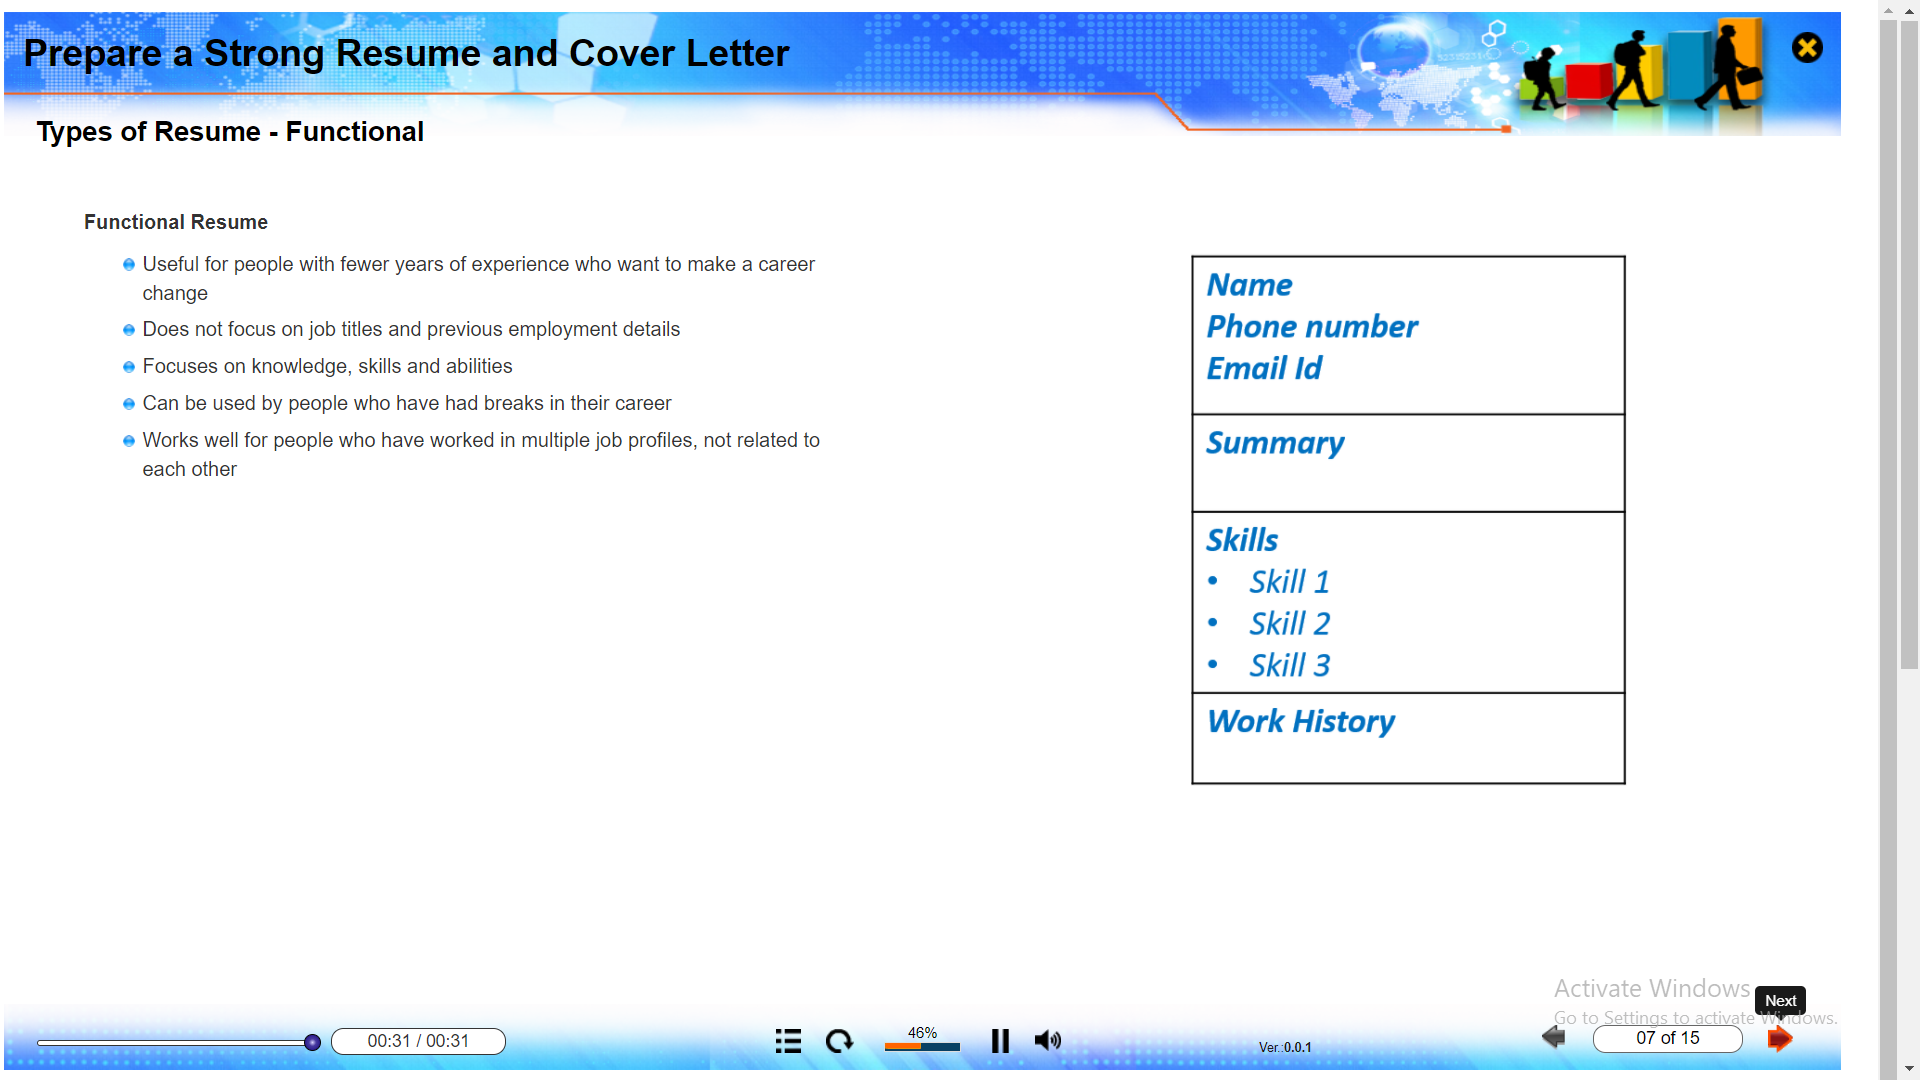 Prepare a Strong Resume and Cover Letter
Types of Resume - Functional
Functional Resume
Useful for people with fewer years of experience who want to make a career
change
Does not focus on job titles and previous employment details
Focuses on knowledge, skills and abilities
Can be used by people who have had breaks in their career
Works well for people who have worked in multiple job profiles, not related to
each other
Name
Phone number
Email Id
Summary
Skills
• Skill 1
• Skill 2
• Skill 3
Work History
Activate Windows
Go to Settings to activate Windows.
Next
00:31 / 00:31
46%
Ver.:0.0.1
07 of 15